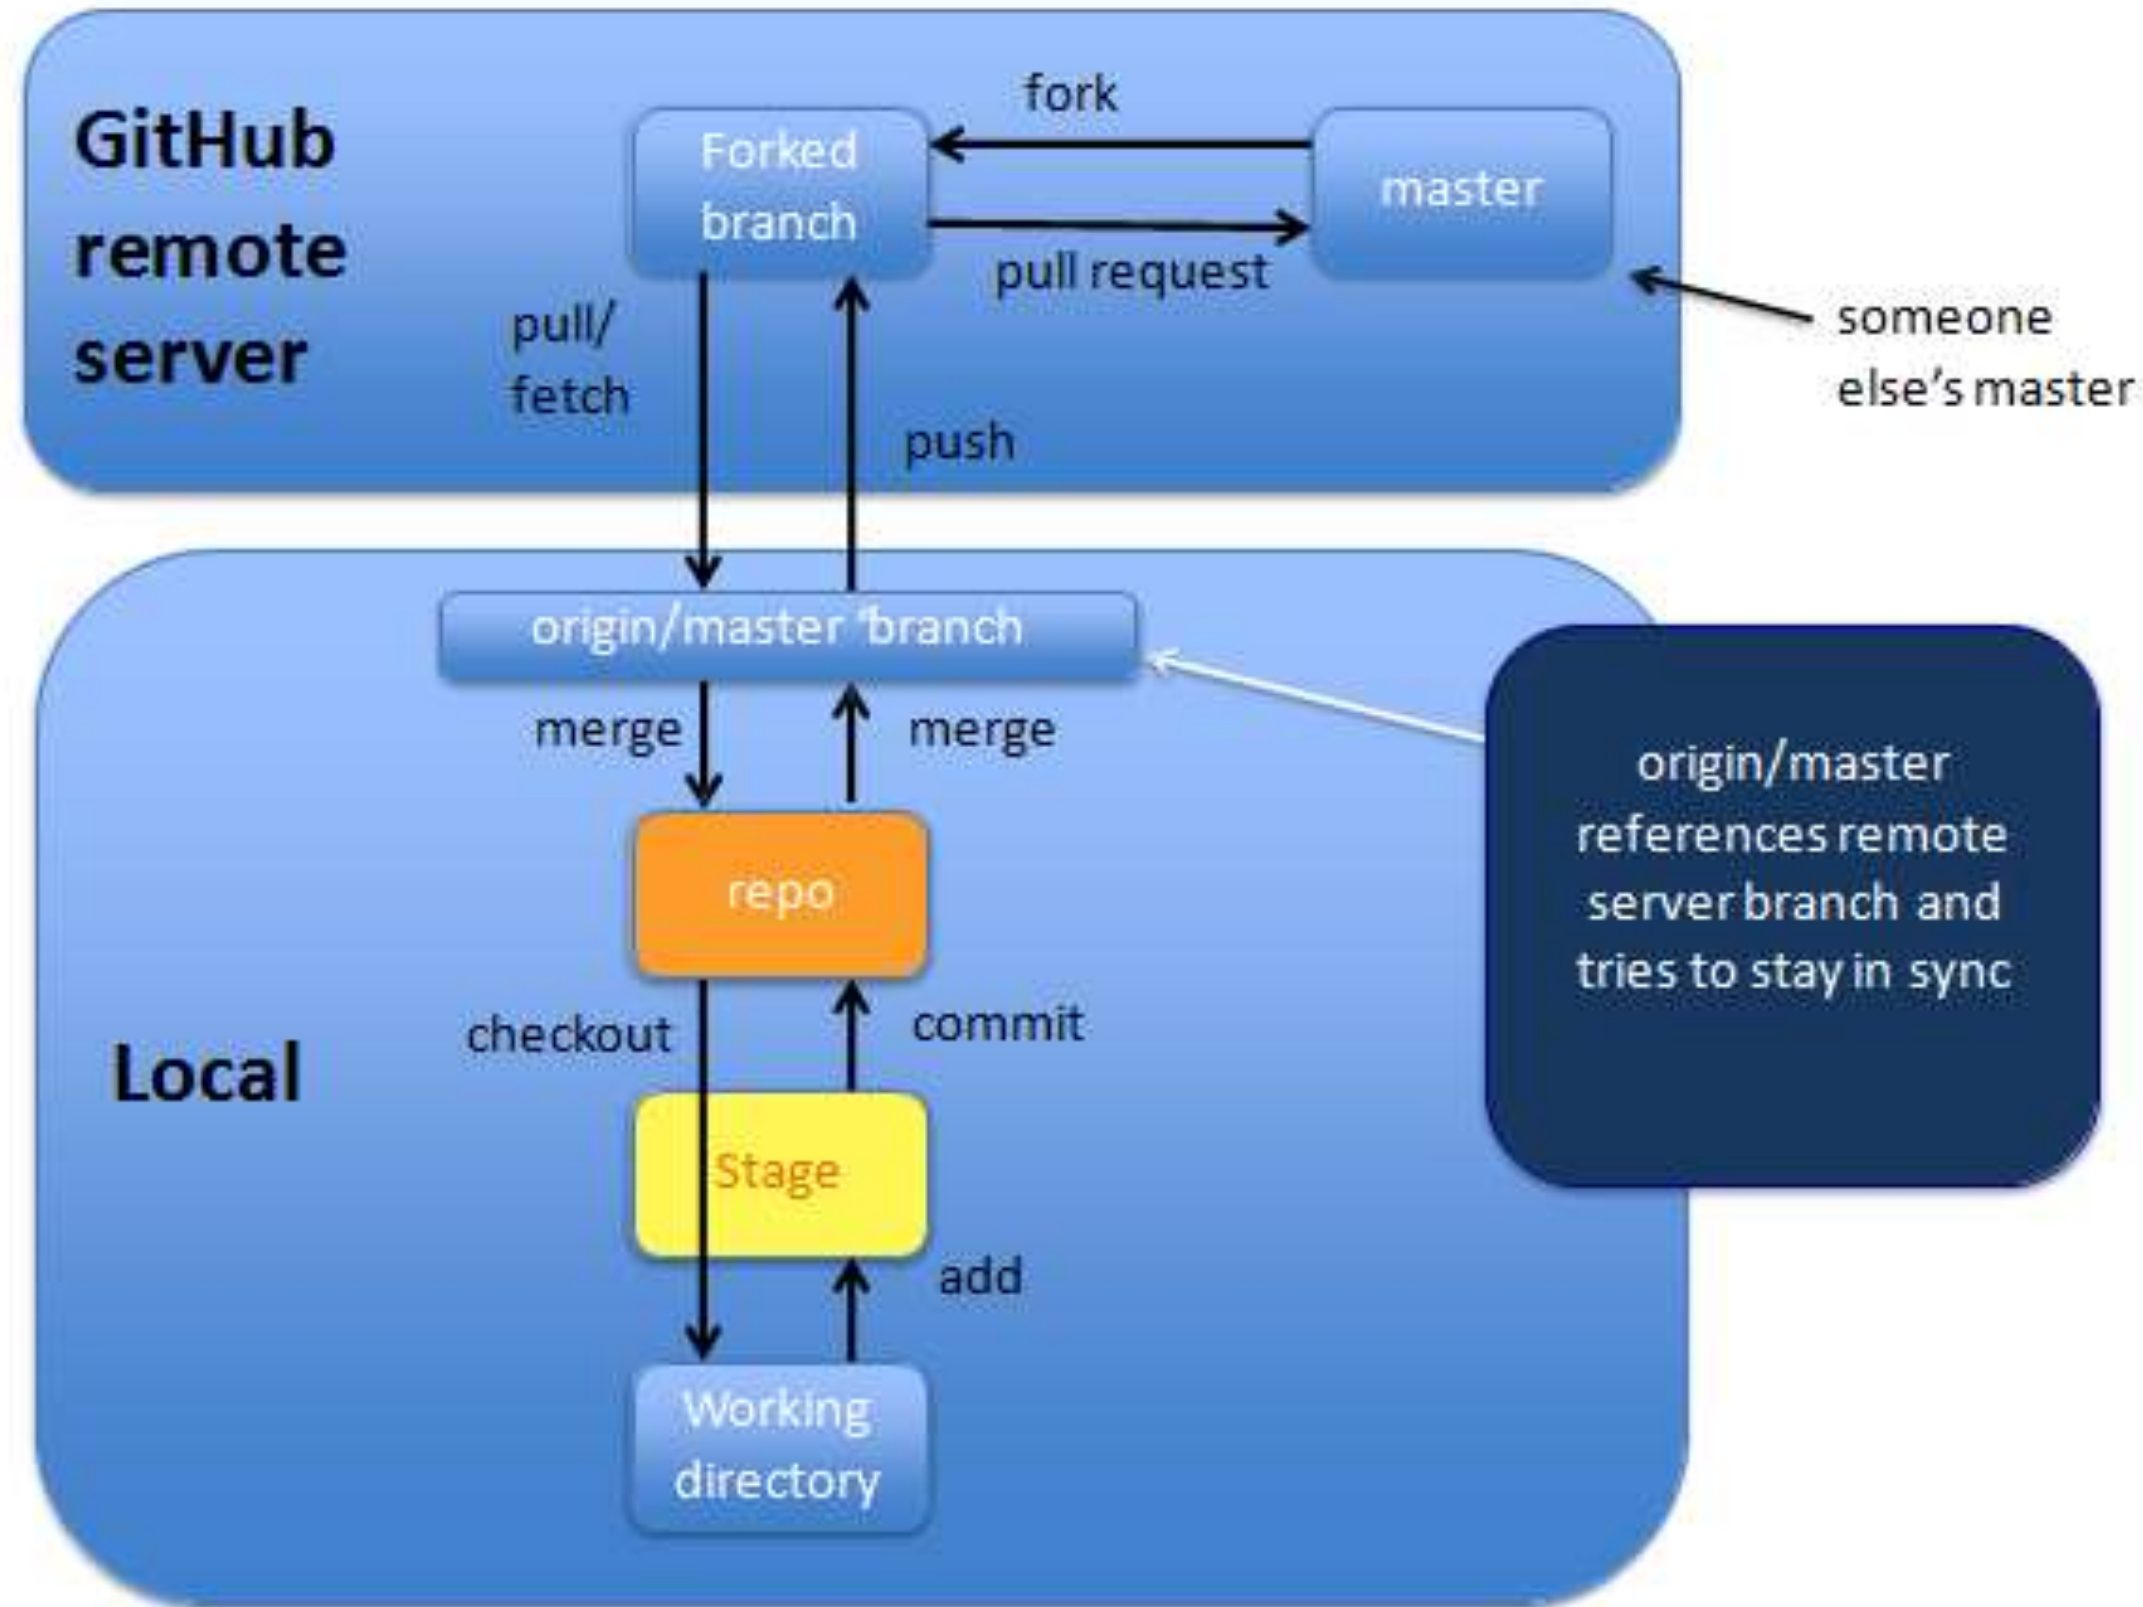 GitHub
remote
server
fork
Forked
branch
master
pull request
pull/
fetch
push
someone
else's master
origin/master 'branch
merge
merge
repo
origin/master
references remote
server branch and
tries to stay in sync
checkout
commit
Local
Stage
add
Working
directory